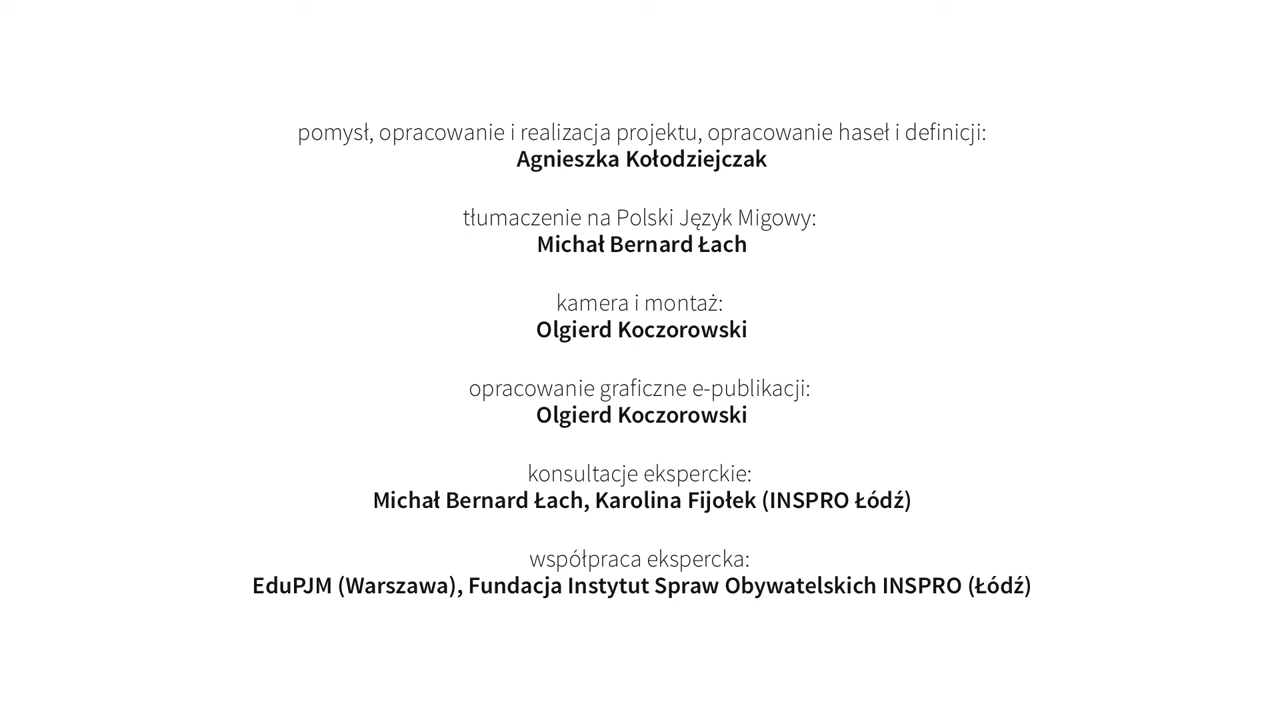 pomysł, opracowanie i realizacja projektu, opracowanie haseł i definicji:
Agnieszka Kołodziejczak
tłumaczenie na Polski Język Migowy:
Michał Bernard Łach
kamera i montaż:
Olgierd Koczorowski
opracowanie graficzne e-publikacji:
Olgierd Koczorowski
konsultacje eksperckie:
Michał Bernard Łach, Karolina Fijołek (INSPRO Łódź)
współpraca ekspercka:
EduPJM (Warszawa), Fundacja Instytut Spraw Obywatelskich INSPRO (Łódź)